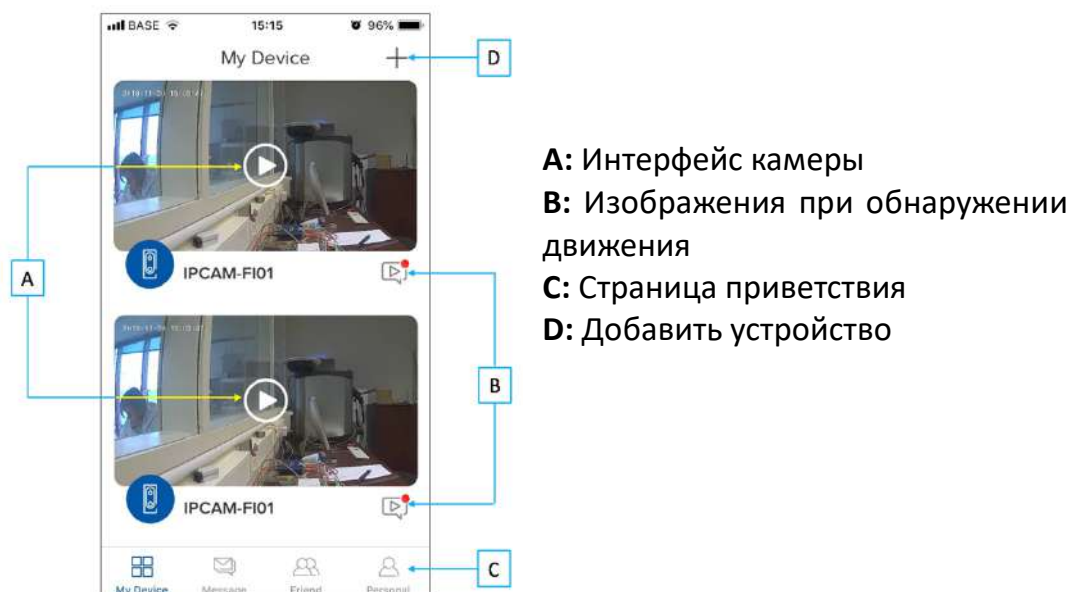 BASE 15:15 96%
My Device
D
A
IPCAM-FI01
B
IPCAM-FI01
C
My Device Message Friend Personal
A: Интерфейс камеры
B: Изображения при обнаружении
движения
C: Страница приветствия
D: Добавить устройство